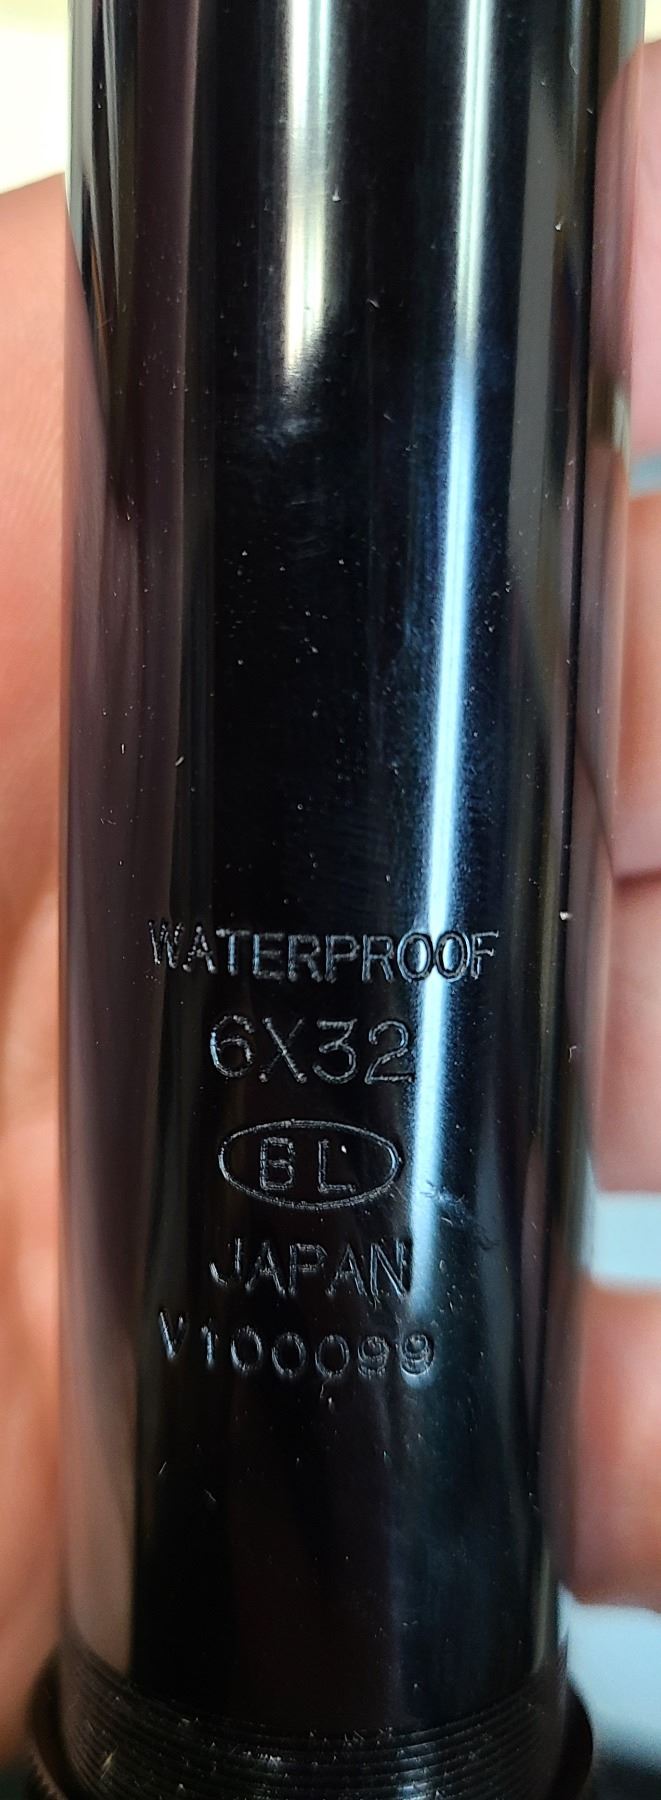 WATERPROOF
6X32
BL
JAPAN
V100099